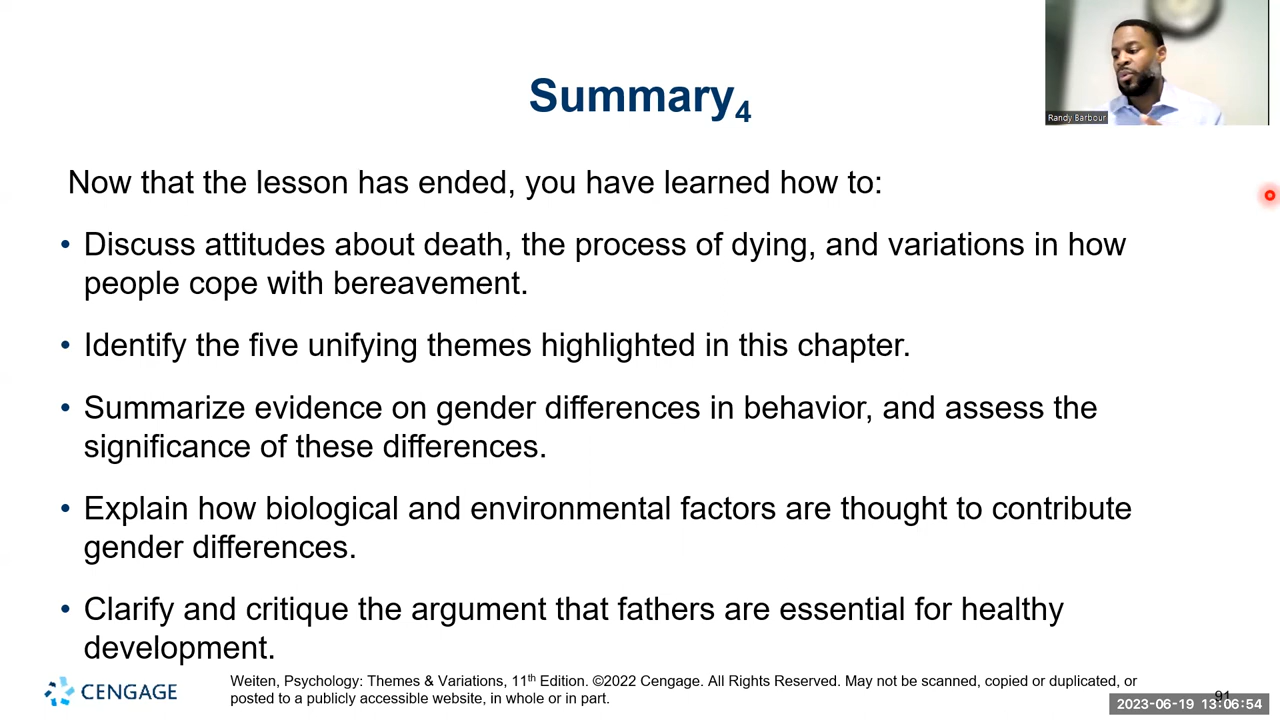 Summary4
Randy Barbour
Now that the lesson has ended, you have learned how to:
• Discuss attitudes about death, the process of dying, and variations in how
people cope with bereavement.
• Identify the five unifying themes highlighted in this chapter.
• Summarize evidence on gender differences in behavior, and assess the
significance of these differences.
• Explain how biological and environmental factors are thought to contribute
gender differences.
• Clarify and critique the argument that fathers are essential for healthy
development.
CENGAGE
Weiten, Psychology: Themes & Variations, 11th Edition. ©2022 Cengage. All Rights Reserved. May not be scanned, copied or duplicated, or
posted to a publicly accessible website, in whole or in part.
91
2023-06-19 13:06:54